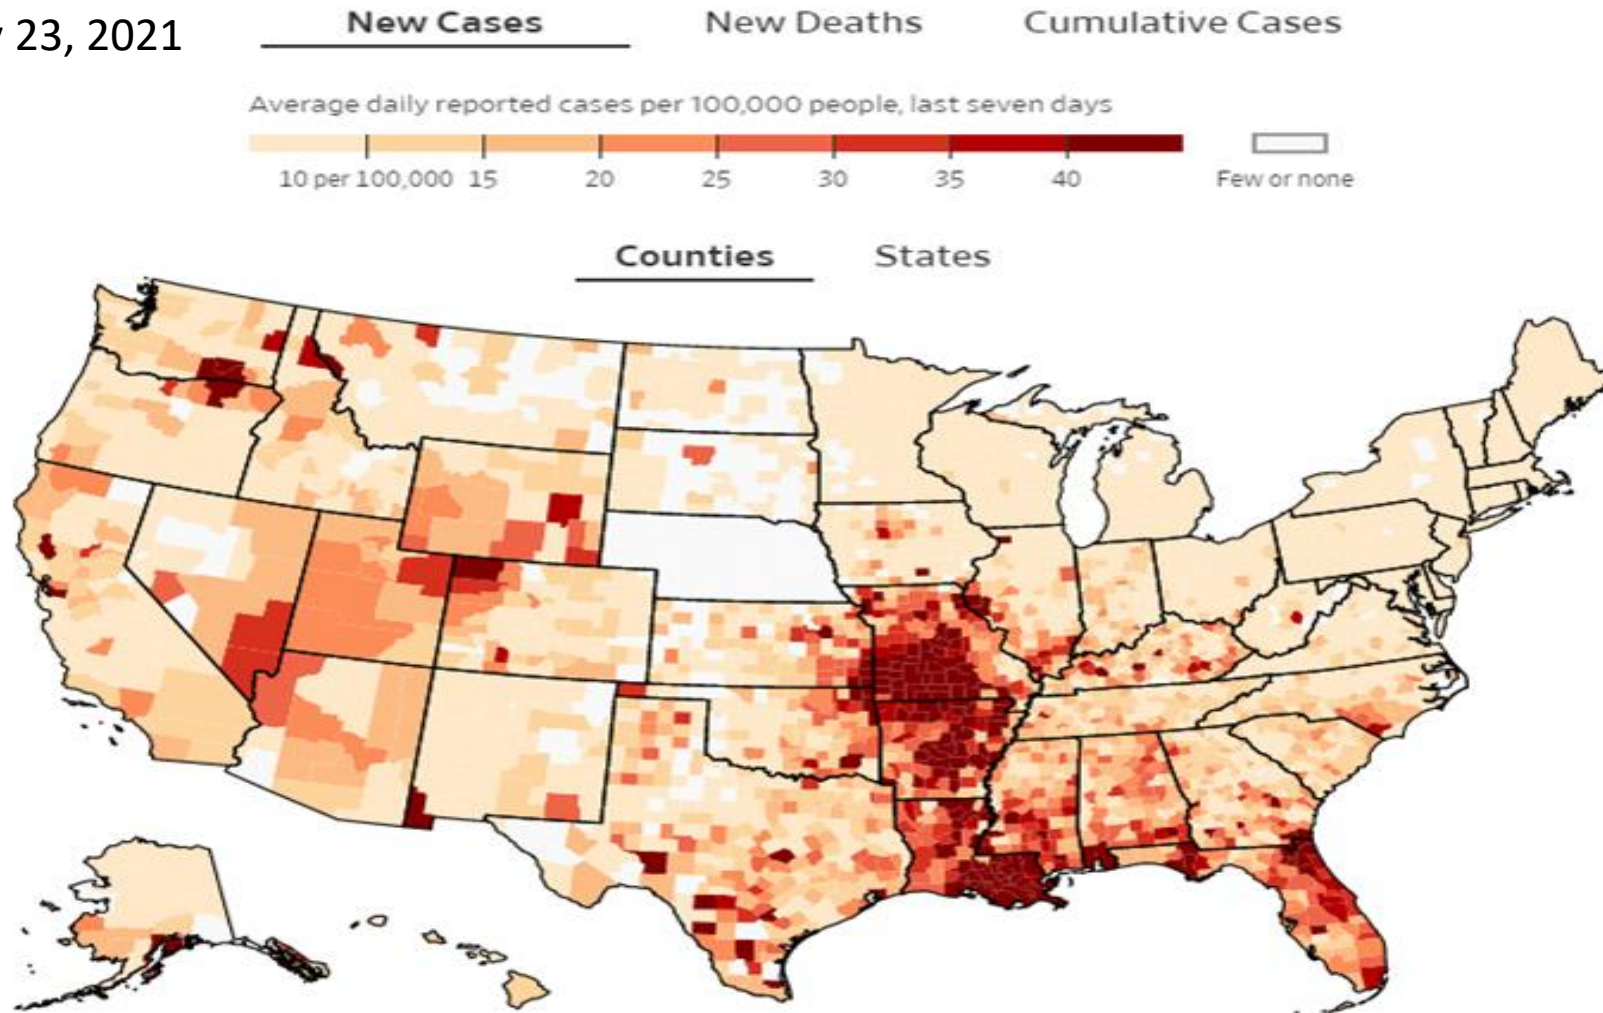 23, 2021
New Cases New Deaths Cumulative Cases
Average daily reported cases per 100,000 people, last seven days
10 per 100,000 15 20 25 30 35 40 Few or none
Counties States